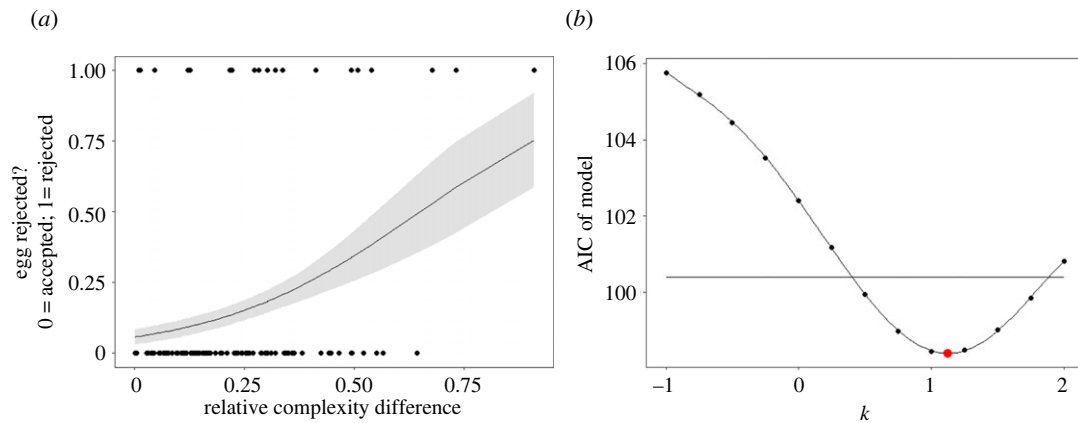 (a)
1.00
0.75
0.50
0.25
0
egg rejected?
0 = accepted; 1= rejected
0 0.25 0.50 0.75
relative complexity difference
(b)
106
104
102
100
AIC of model
–1 0 1 2
k